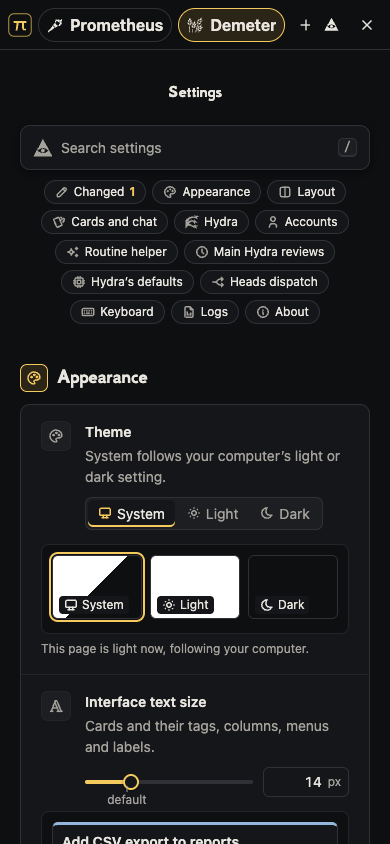 π Prometheus Demeter
Settings
Search settings /
Changed 1 Appearance Layout
Cards and chat Hydra Accounts
Routine helper Main Hydra reviews
Hydra’s defaults Heads dispatch
Keyboard Logs About
Appearance
Theme
System follows your computer’s light or
dark setting.
System Light Dark
System Light Dark
This page is light now, following your computer.
Interface text size
Cards and their tags, columns, menus
and labels.
14 px
default
Add CSV export to reports